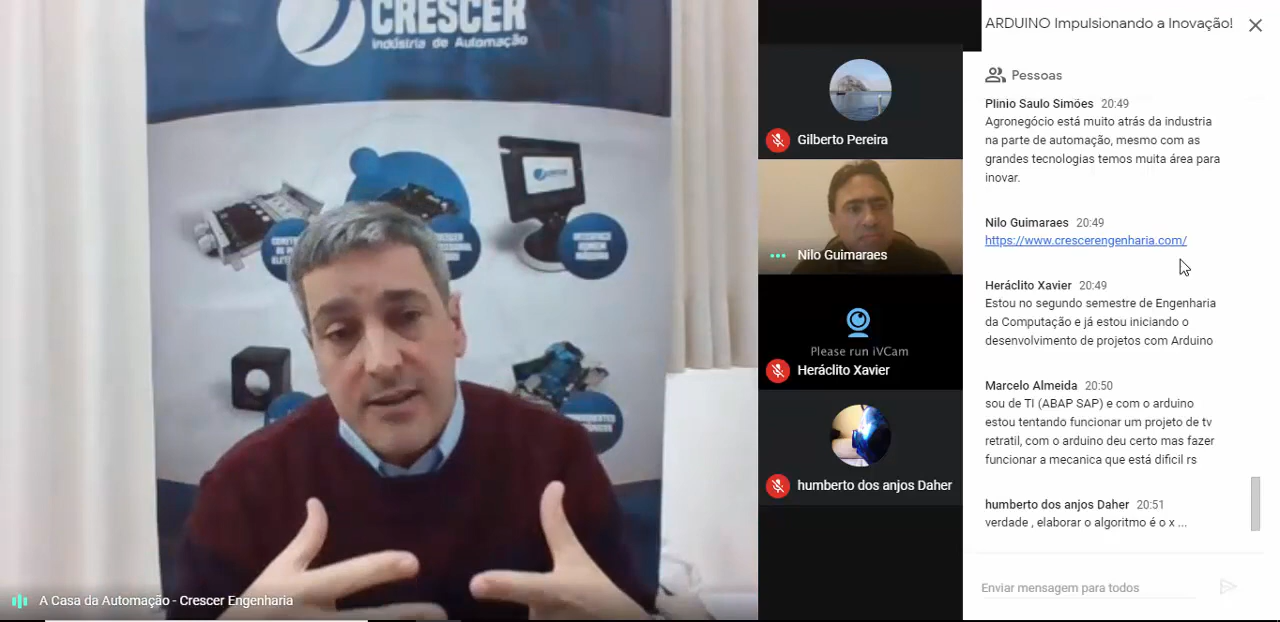 CRESCER
Indústria de Automação
INTERFACE
HOMEM
MÁQUINA
A Casa da Automação - Crescer Engenharia
Gilberto Pereira
Nilo Guimaraes
Please run iVCam
Heráclito Xavier
humberto dos anjos Daher
ARDUINO Impulsionando a Inovação!
Pessoas
Plinio Saulo Simões 20:49
Agronegócio está muito atrás da industria
na parte de automação, mesmo com as
grandes tecnologias temos muita área para
inovar.
Nilo Guimaraes 20:49
https://www.crescerengenharia.com/
Heráclito Xavier 20:49
Estou no segundo semestre de Engenharia
da Computação e já estou iniciando o
desenvolvimento de projetos com Arduino
Marcelo Almeida 20:50
sou de TI (ABAP SAP) e com o arduino
estou tentando funcionar um projeto de tv
retratil, com o arduino deu certo mas fazer
funcionar a mecanica que está dificil rs
humberto dos anjos Daher 20:51
verdade , elaborar o algoritmo é o x ...
Enviar mensagem para todos